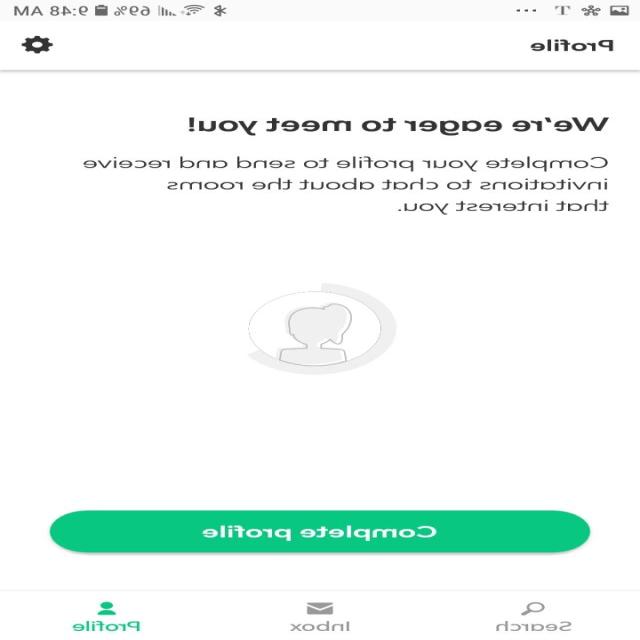 T ... 69% 9:48 AM
Profile
We're eager to meet you!
Complete your profile to send and receive
invitations to chat about the rooms
that interest you.
Complete profile
Search Inbox Profile